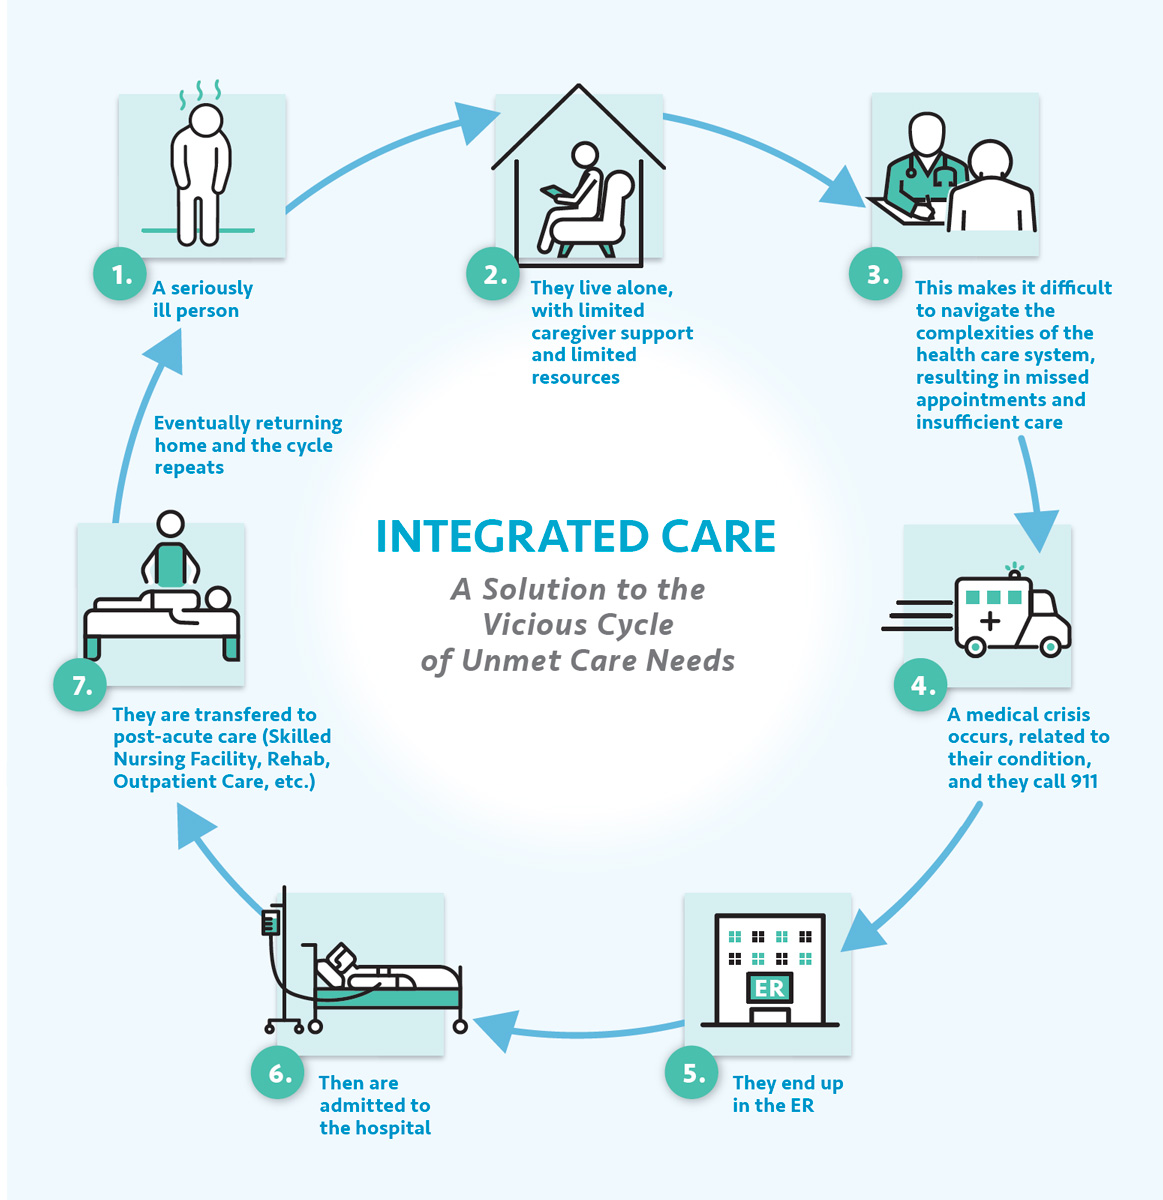 1.
A seriously
ill person
2.
They live alone,
with limited
caregiver support
and limited
resources
3.
This makes it difficult
to navigate the
complexities of the
health care system,
resulting in missed
appointments and
insufficient care
Eventually returning
home and the cycle
repeats
INTEGRATED CARE
A Solution to the
Vicious Cycle
of Unmet Care Needs
4.
A medical crisis
occurs, related to
their condition,
and they call 911
ER
5.
They end up
in the ER
6.
Then are
admitted to
the hospital
7.
They are transfered to
post-acute care (Skilled
Nursing Facility, Rehab,
Outpatient Care, etc.)